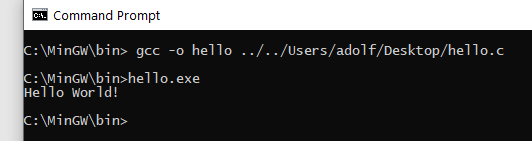 Command Prompt
C:\MinGW\bin> gcc -o hello ../../Users/adolf/Desktop/hello.c
C:\MinGW\bin>hello.exe
Hello World!
C:\MinGW\bin>